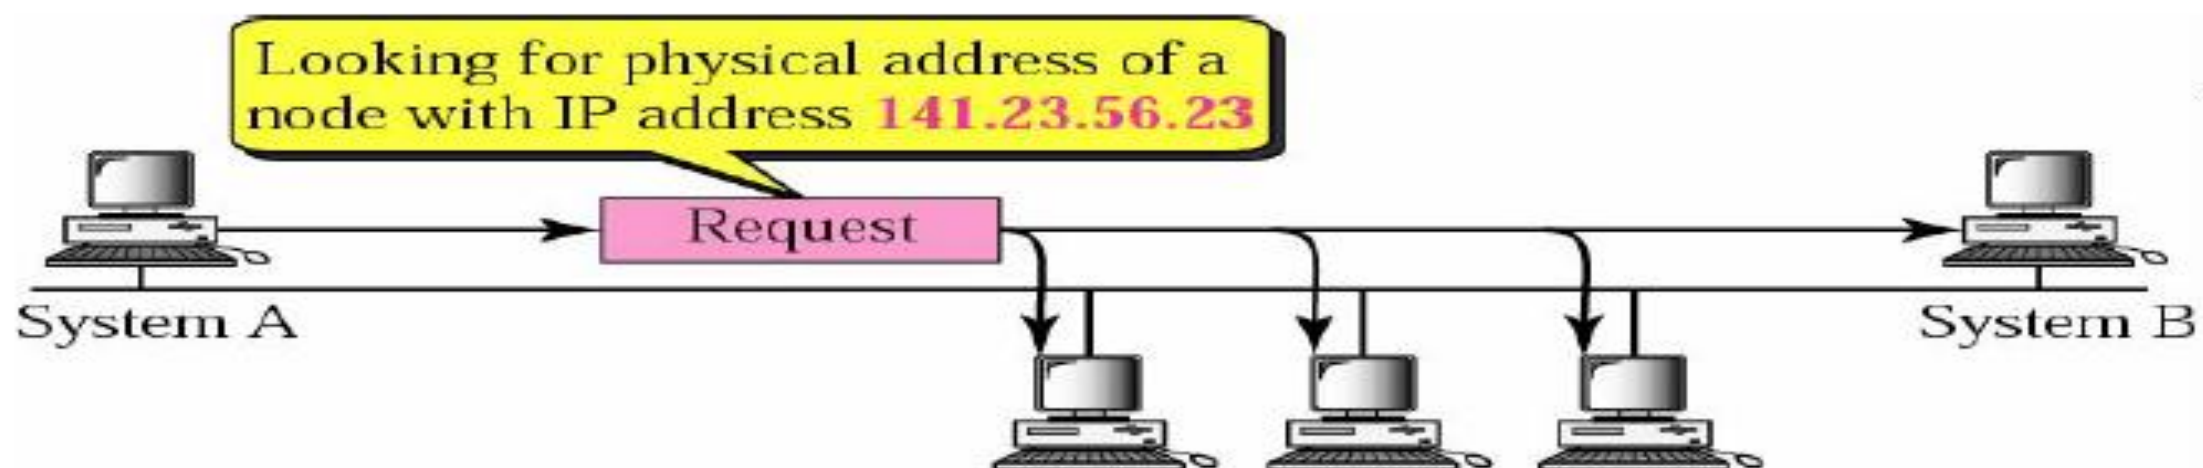 Looking for physical address of a
node with IP address 141.23.56.23
Request
System A
System B